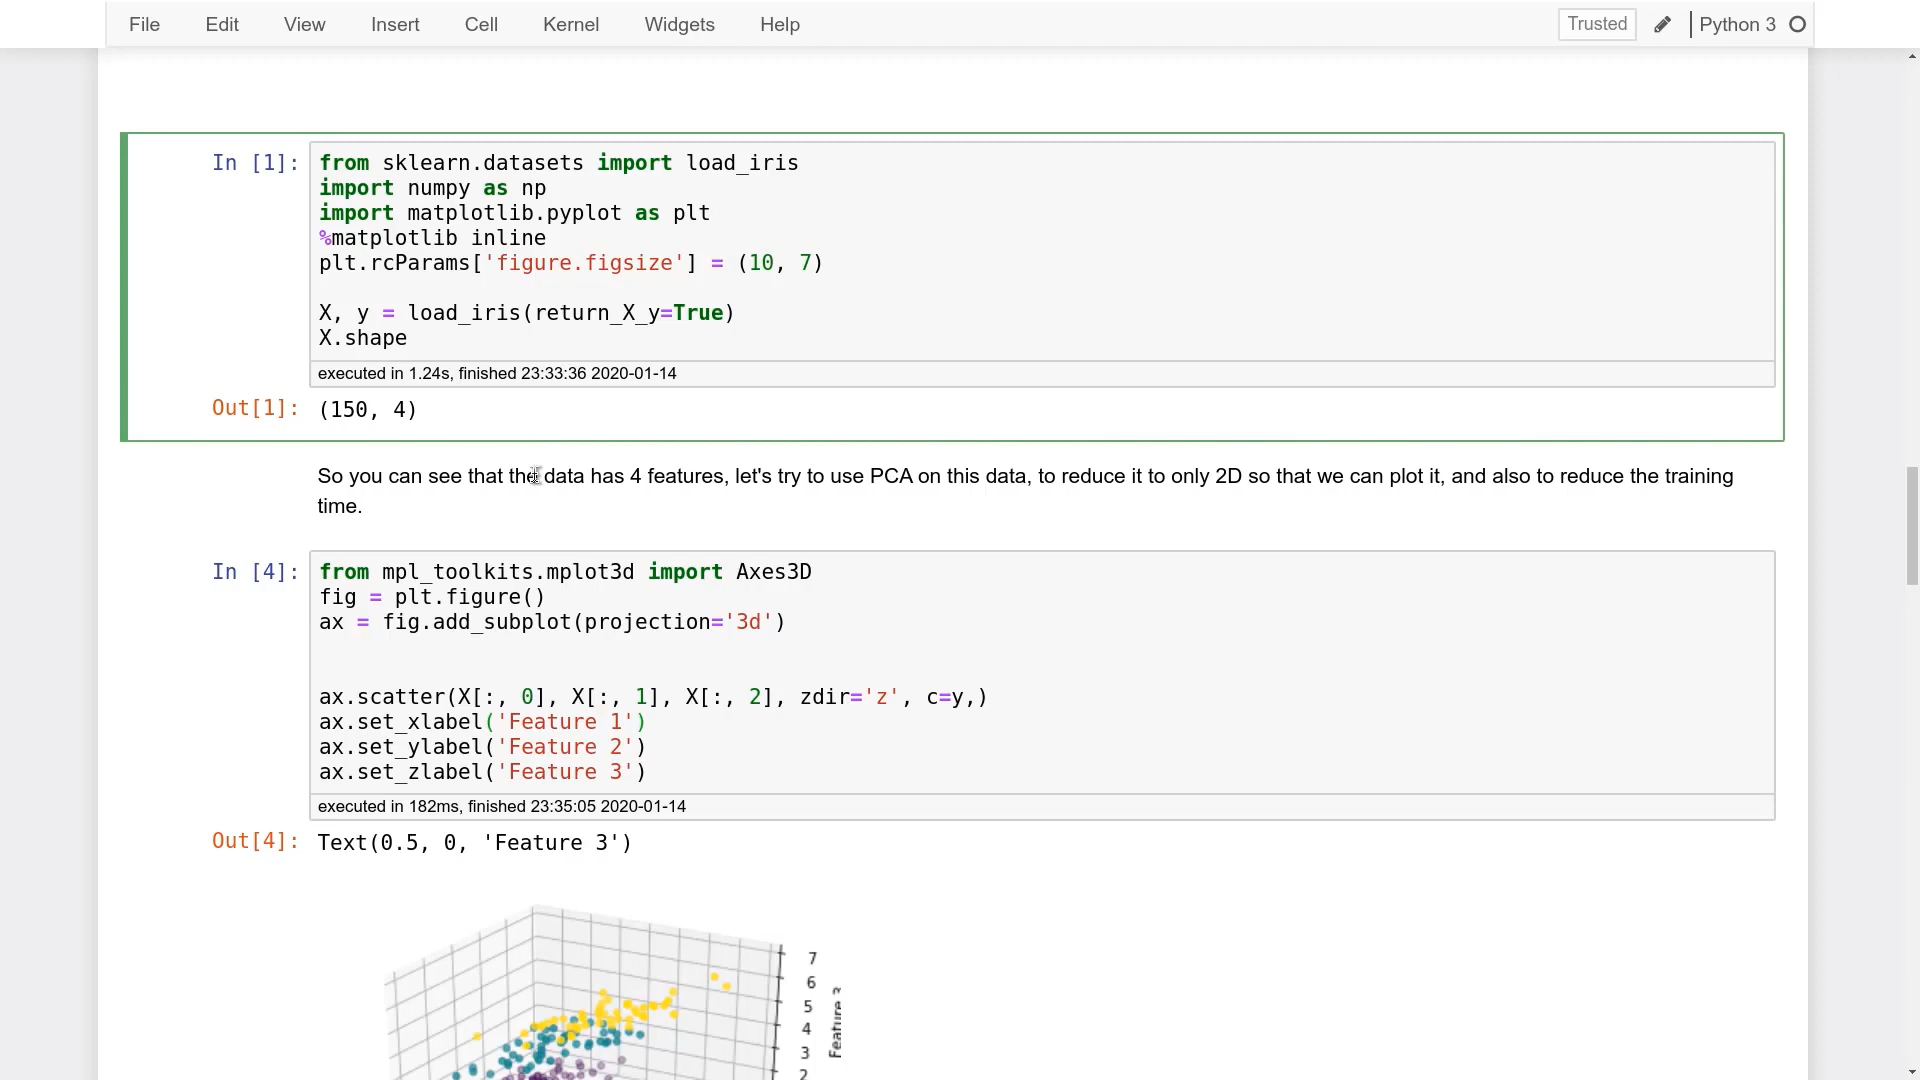 File Edit View Insert Cell Kernel Widgets Help Trusted Python 3
In [1]: from sklearn.datasets import load_iris
import numpy as np
import matplotlib.pyplot as plt
%matplotlib inline
plt.rcParams['figure.figsize'] = (10, 7)
X, y = load_iris(return_X_y=True)
X.shape
executed in 1.24s, finished 23:33:36 2020-01-14
Out[1]: (150, 4)
So you can see that the data has 4 features, let's try to use PCA on this data, to reduce it to only 2D so that we can plot it, and also to reduce the training
time.
In [4]: from mpl_toolkits.mplot3d import Axes3D
fig = plt.figure()
ax = fig.add_subplot(projection='3d')
ax.scatter(X[:, 0], X[:, 1], X[:, 2], zdir='z', c=y,)
ax.set_xlabel('Feature 1')
ax.set_ylabel('Feature 2')
ax.set_zlabel('Feature 3')
executed in 182ms, finished 23:35:05 2020-01-14
Out[4]: Text(0.5, 0, 'Feature 3')
7
6
5
4
3
2
Feature 3